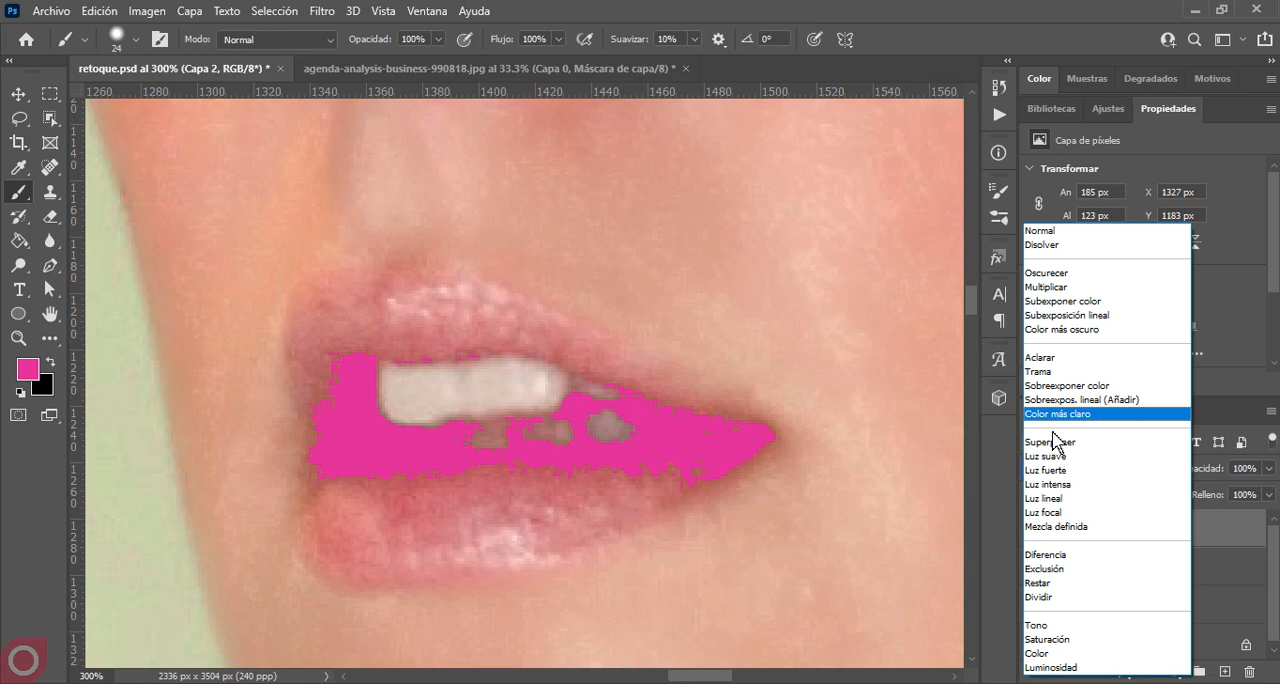 Ps Archivo Edición Imagen Capa Texto Selección Filtro 3D Vista Ventana Ayuda
24 Modo: Normal Opacidad: 100% Flujo: 100% Suavizar: 10% 0°
retoque.psd al 300% (Capa 2, RGB/8*) * × agenda-analysis-business-990818.jpg al 33.3% (Capa 0, Máscara de capa/8) * ×
Color Muestras Degradados Motivos
1260 1280 1300 1320 1340 1360 1380 1400 1420 1440 1460 1480 1500 1520 1540 1560
Bibliotecas Ajustes Propiedades
Capa de píxeles
Transformar
An 185 px X 1327 px
Al 123 px Y 1183 px
Normal
Disolver
Oscurecer
Multiplicar
Subexponer color
Subexposición lineal
Color más oscuro
Aclarar
Trama
Sobreexponer color
Sobreexpos. lineal (Añadir)
Color más claro
Luz suave
Luz fuerte
Luz intensa
Luz lineal
Luz focal
Mezcla definida
Diferencia
Exclusión
Restar
Dividir
Tono
Saturación
Color
Luminosidad
100%
Relleno: 100%
300% 2336 px x 3504 px (240 ppp)